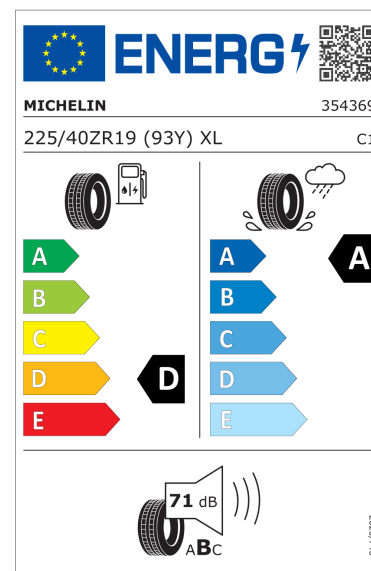 ENERG
MICHELIN 354369
225/40ZR19 (93Y) XL C1
A A A
B B
C C
D D D
E E
71 dB
ABC